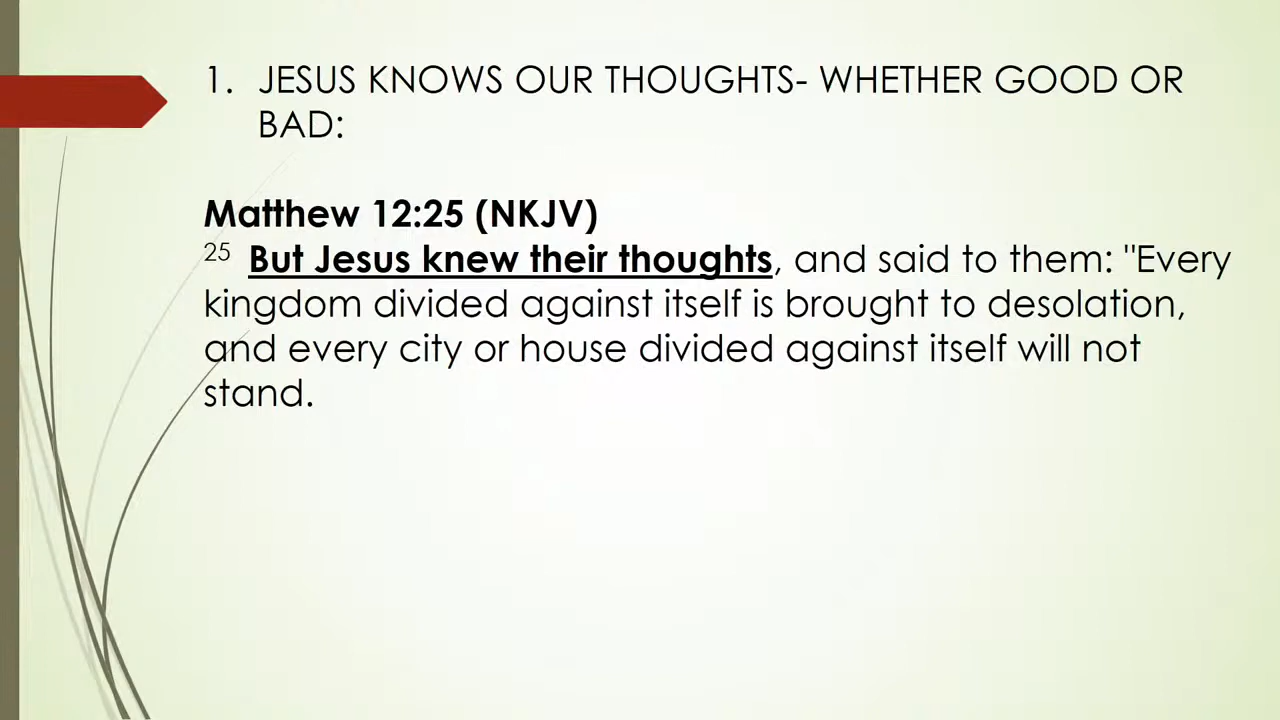 1. JESUS KNOWS OUR THOUGHTS- WHETHER GOOD OR
BAD:
Matthew 12:25 (NKJV)
25 But Jesus knew their thoughts, and said to them: "Every
kingdom divided against itself is brought to desolation,
and every city or house divided against itself will not
stand.